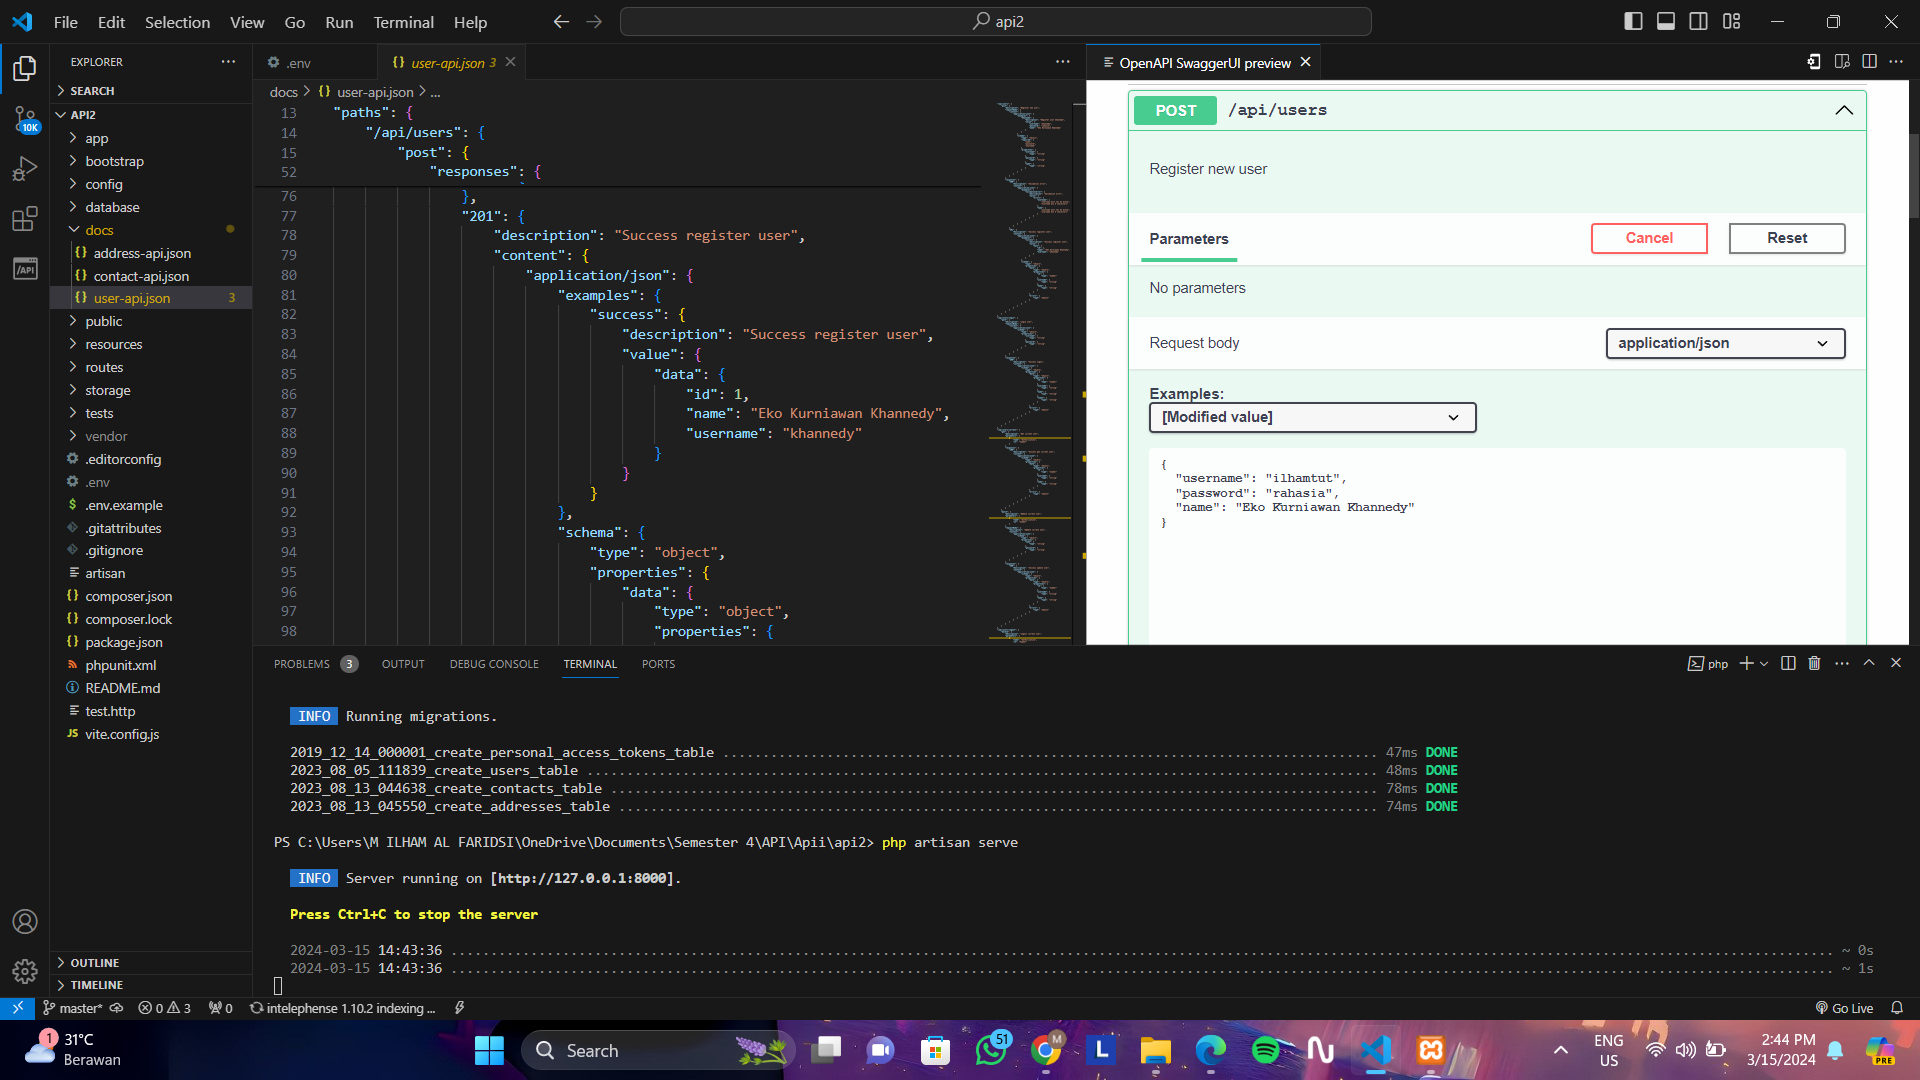 File Edit Selection View Go Run Terminal Help
api2
EXPLORER
SEARCH
API2
app
bootstrap
config
database
docs
address-api.json
contact-api.json
user-api.json 3
public
resources
routes
storage
tests
vendor
.editorconfig
.env
.env.example
.gitattributes
.gitignore
artisan
composer.json
composer.lock
package.json
phpunit.xml
README.md
test.http
vite.config.js
OUTLINE
TIMELINE
10K
.env
user-api.json 3
docs > {} user-api.json > ...
13 "paths": {
14 "/api/users": {
15 "post": {
52 "responses": {
76 },
77 "201": {
78 "description": "Success register user",
79 "content": {
80 "application/json": {
81 "examples": {
82 "success": {
83 "description": "Success register user",
84 "value": {
85 "data": {
86 "id": 1,
87 "name": "Eko Kurniawan Khannedy",
88 "username": "khannedy"
89 }
90 }
91 }
92 },
93 "schema": {
94 "type": "object",
95 "properties": {
96 "data": {
97 "type": "object",
98 "properties": {
OpenAPI SwaggerUI preview
POST /api/users
Register new user
Parameters
Cancel
Reset
No parameters
Request body
application/json
Examples:
[Modified value]
{
"username": "ilhamtut",
"password": "rahasia",
"name": "Eko Kurniawan Khannedy"
}
PROBLEMS 3 OUTPUT DEBUG CONSOLE TERMINAL PORTS
php
INFO Running migrations.
2019_12_14_000001_create_personal_access_tokens_table ........ 47ms DONE
2023_08_05_111839_create_users_table ........ 48ms DONE
2023_08_13_044638_create_contacts_table ........ 78ms DONE
2023_08_13_045550_create_addresses_table ........ 74ms DONE
PS C:\Users\M ILHAM AL FARIDSI\OneDrive\Documents\Semester 4\API\Apii\api2> php artisan serve
INFO Server running on [http://127.0.0.1:8000].
Press Ctrl+C to stop the server
2024-03-15 14:43:36 ........ ~ 0s
2024-03-15 14:43:36 ........ ~ 1s
master* 0 3 0 intelephense 1.10.2 indexing ...
Go Live
1
31°C
Berawan
Search
51
M
L
ENG
US
2:44 PM
3/15/2024
PRE